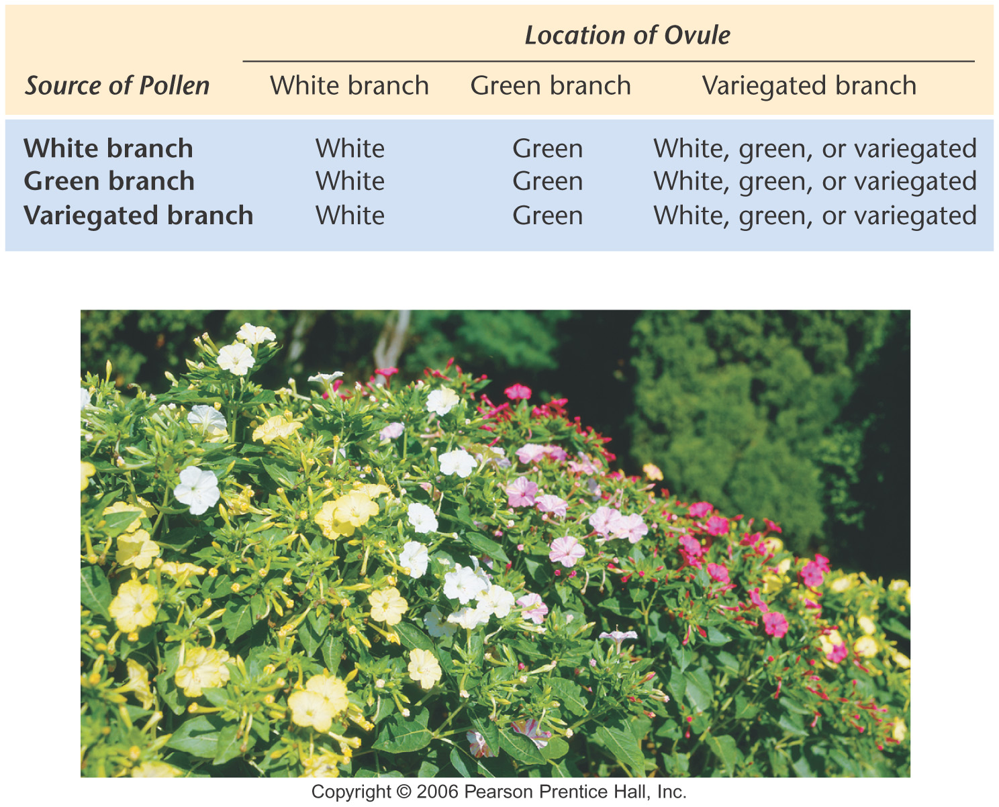 Location of Ovule
Source of Pollen White branch Green branch Variegated branch
White branch White Green White, green, or variegated
Green branch White Green White, green, or variegated
Variegated branch White Green White, green, or variegated
Copyright © 2006 Pearson Prentice Hall, Inc.